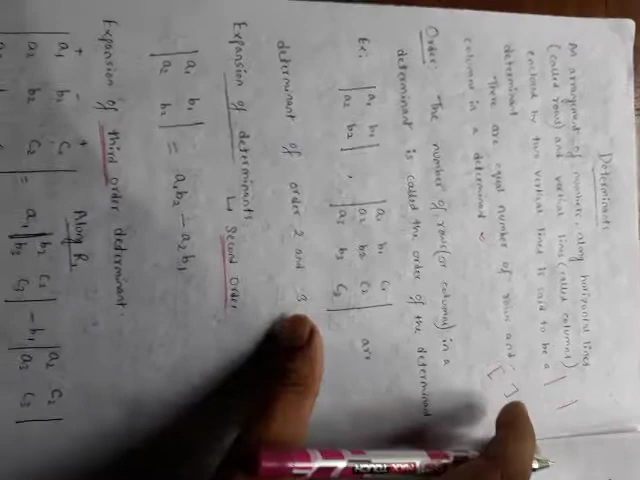 Determinant:
An arrangement of numbers, along horizontal lines
(called rows) and vertical lines (called columns)
enclosed by two vertical lines is said to be a | |
determinant
There are equal number of rows and [ ]
columns in a determinant
Order: The number of rows (or columns) in a
determinant is called the order of the determinant
Ex: |a₁ b₁|, |a₁ b₁ c₁| are
|a₂ b₂| |a₂ b₂ c₂|
|a₃ b₃ c₃|
determinant of order 2 and 3
Expansion of determinants:
↳ Second Order
|a₁ b₁| = a₁b₂ - a₂b₁
|a₂ b₂|
Expansion of third order determinant.
Along R₁
+ - +
|a₁ b₁ c₁| = a₁|b₂ c₂| - b₁|a₂ c₂|
|a₂ b₂ c₂| |b₃ c₃| |a₃ c₃|